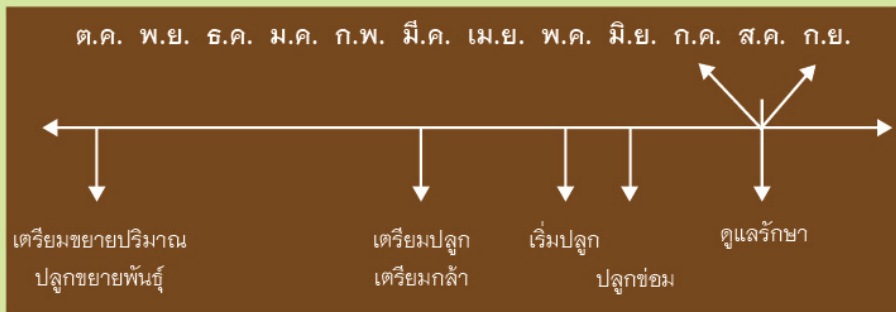 ต.ค. พ.ย. ธ.ค. ม.ค. ก.พ. มี.ค. เม.ย. พ.ค. มิ.ย. ก.ค. ส.ค. ก.ย.
เตรียมขยายปริมาณ
ปลูกขยายพันธุ์
เตรียมปลูก
เตรียมกล้า
เริ่มปลูก
ปลูกซ่อม
ดูแลรักษา